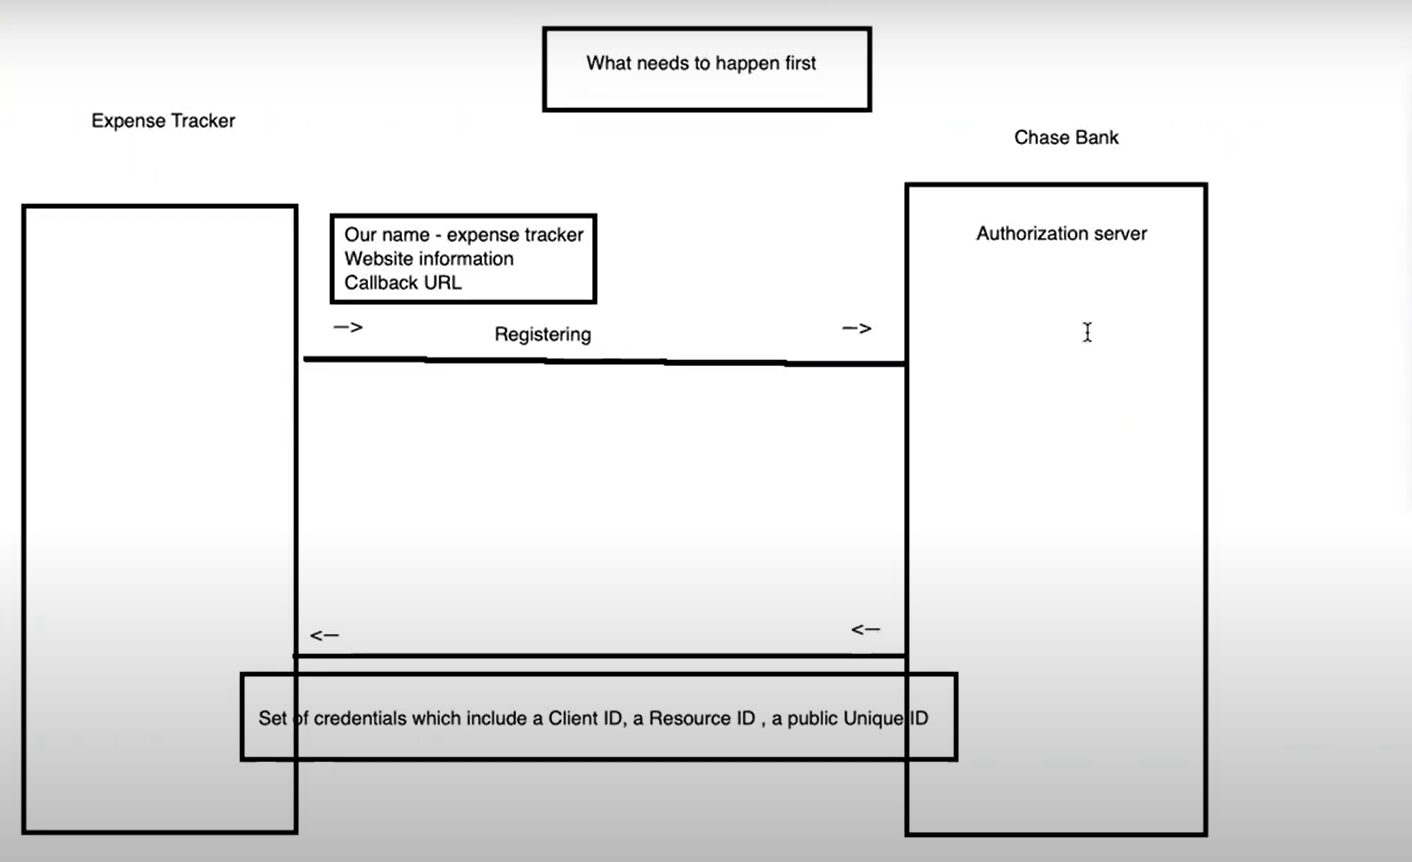 What needs to happen first
Expense Tracker
Chase Bank
Our name - expense tracker
Website information
Callback URL
Authorization server
—>
Registering
—>
<—
<—
Set of credentials which include a Client ID, a Resource ID , a public Unique ID